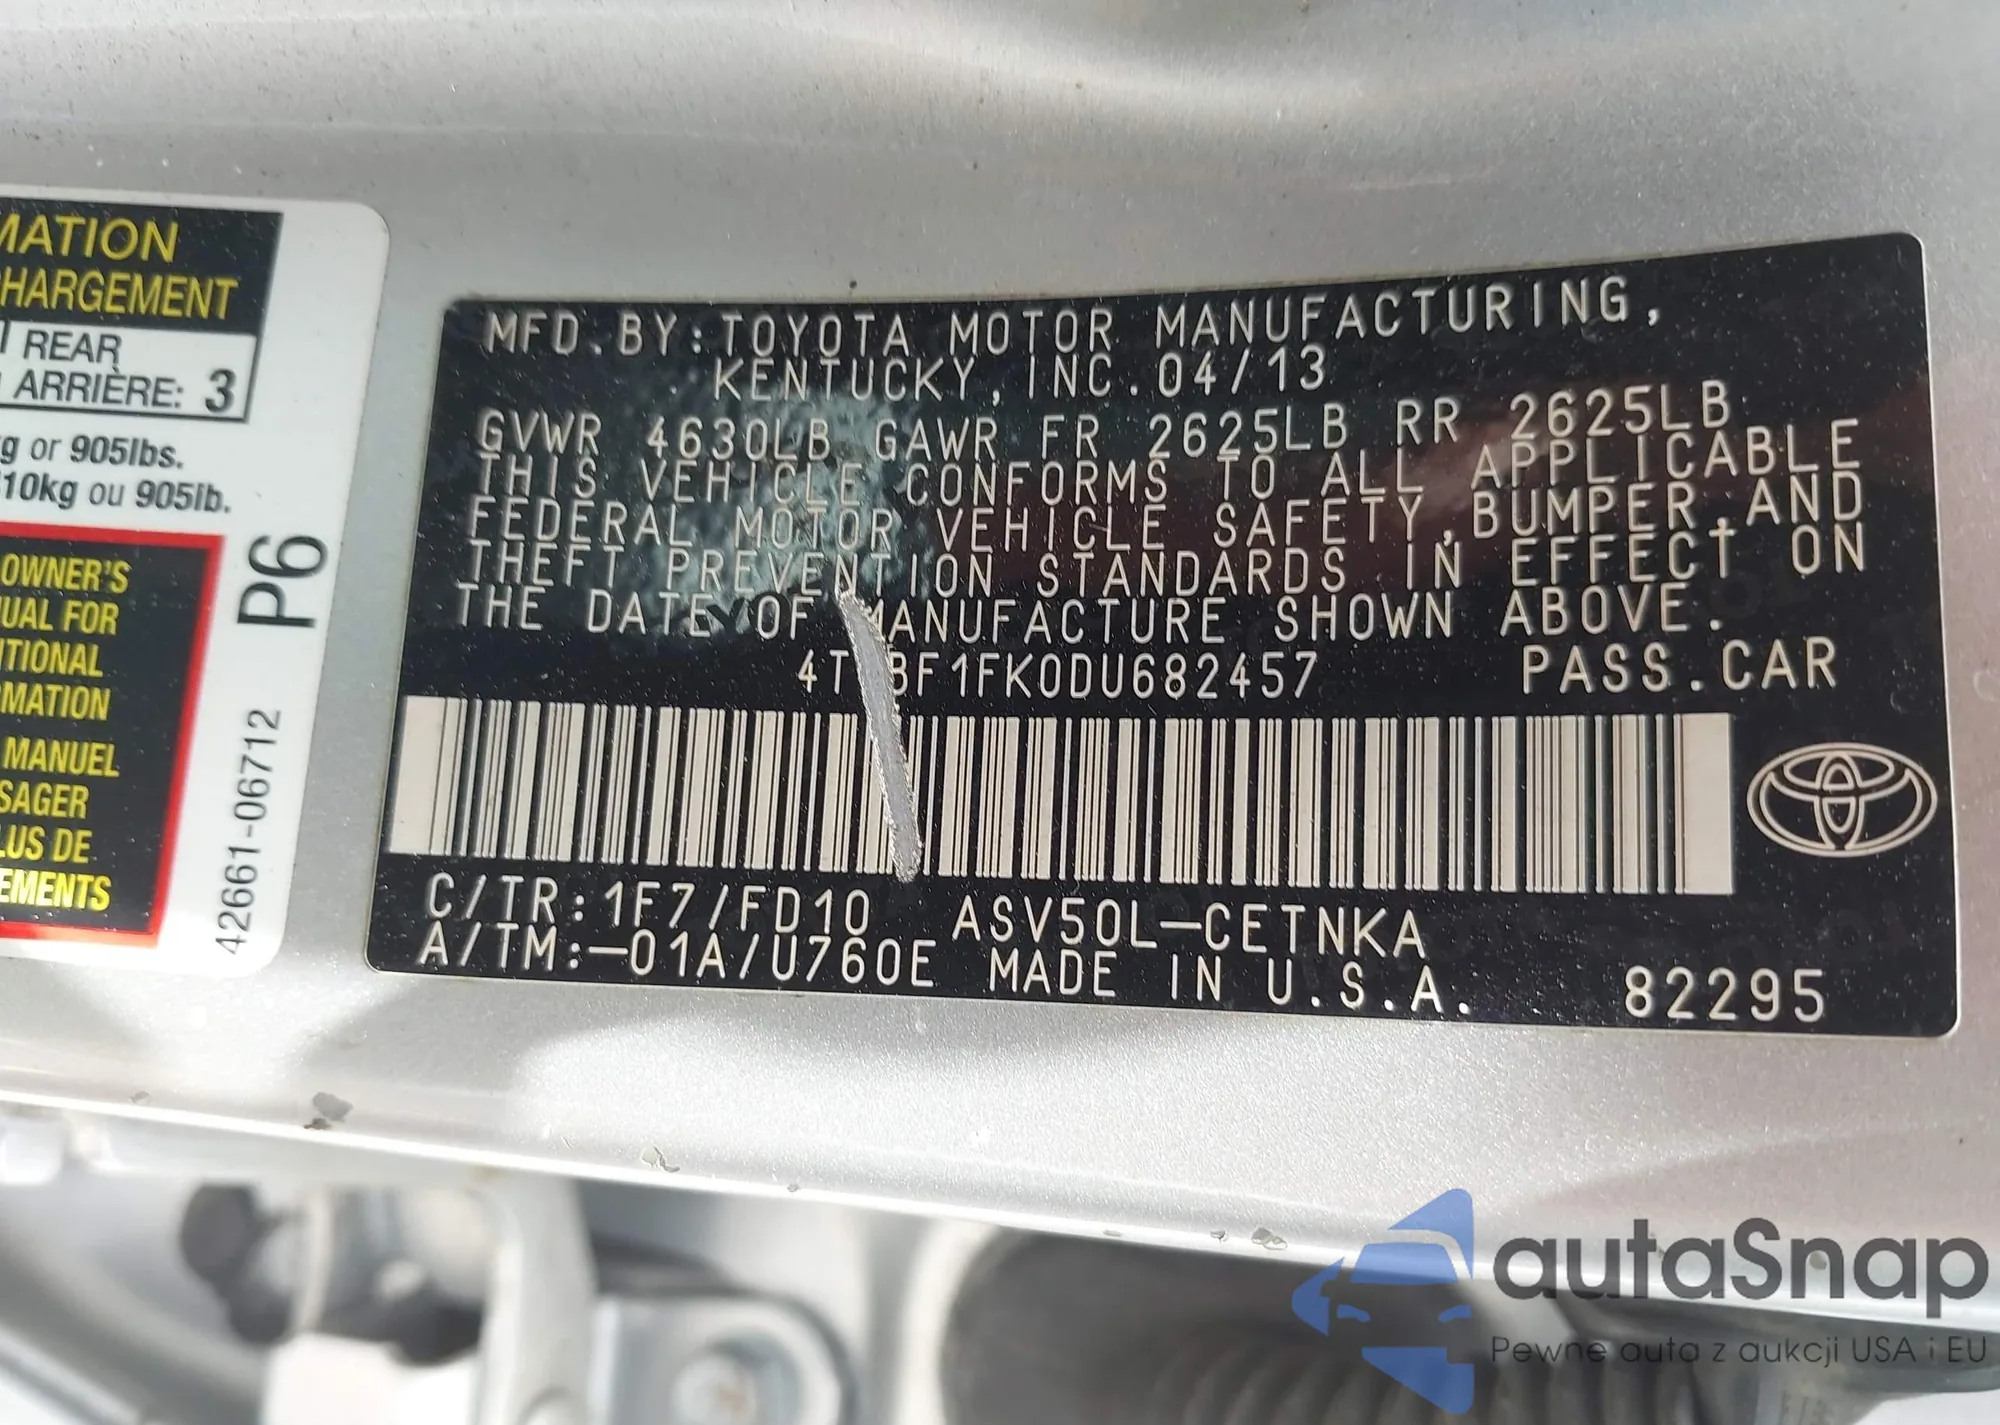 MATION
HARGEMENT
REAR
ARRIÈRE: 3
g or 905lbs.
10kg ou 905lb.
OWNER'S
UAL FOR
ITIONAL
RMATION
MANUEL
SAGER
LUS DE
EMENTS
P6
42661-06712
MFD.BY:TOYOTA MOTOR MANUFACTURING,
KENTUCKY,INC.04/13
GVWR 4630LB GAWR FR 2625LB RR 2625LB
THIS VEHICLE CONFORMS TO ALL APPLICABLE
FEDERAL MOTOR VEHICLE SAFETY,BUMPER,AND
THEFT PREVENTION STANDARDS IN EFFECT ON
THE DATE OF MANUFACTURE SHOWN ABOVE.
4T BF1FK0DU682457 PASS.CAR
C/TR:1F7/FD10 ASV50L-CETNKA
A/TM:-01A/U760E MADE IN U.S.A. 82295
autaSnap
Pewne auta z aukcji USA i EU